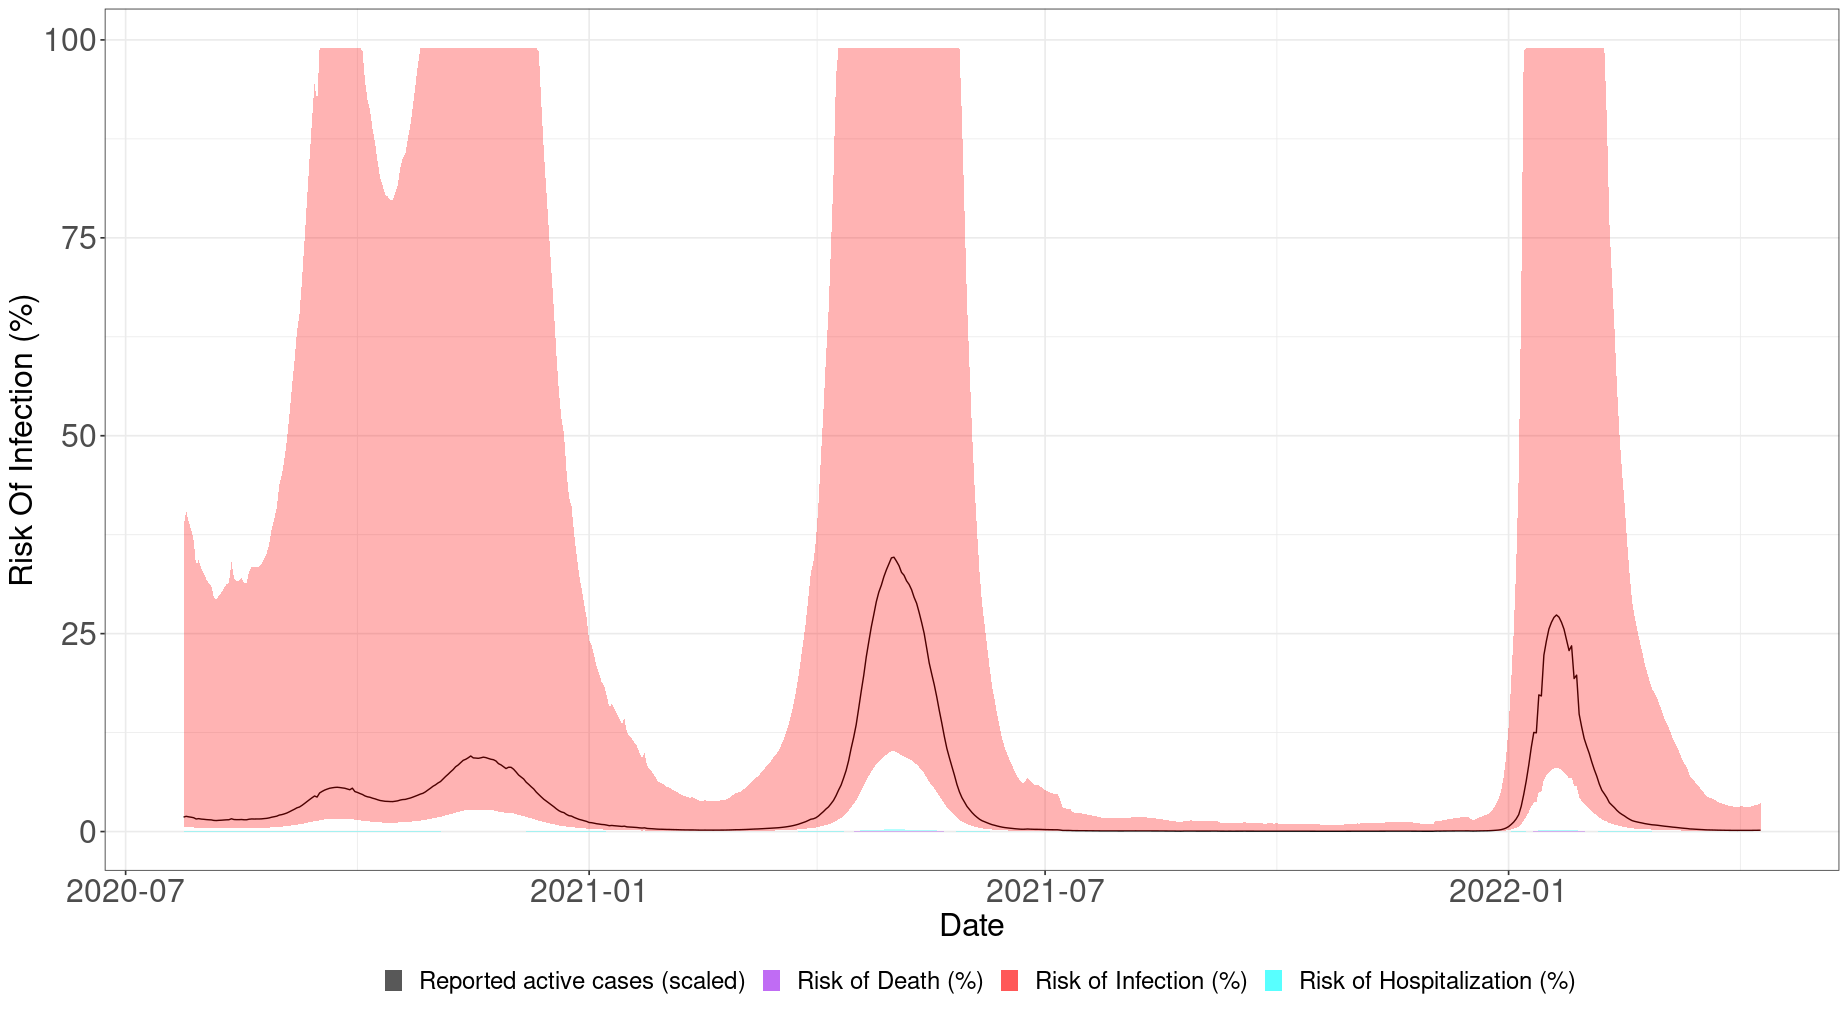 Risk Of Infection (%)
100
75
50
25
0
2020-07 2021-01 2021-07 2022-01
Date
Reported active cases (scaled) Risk of Death (%) Risk of Infection (%) Risk of Hospitalization (%)